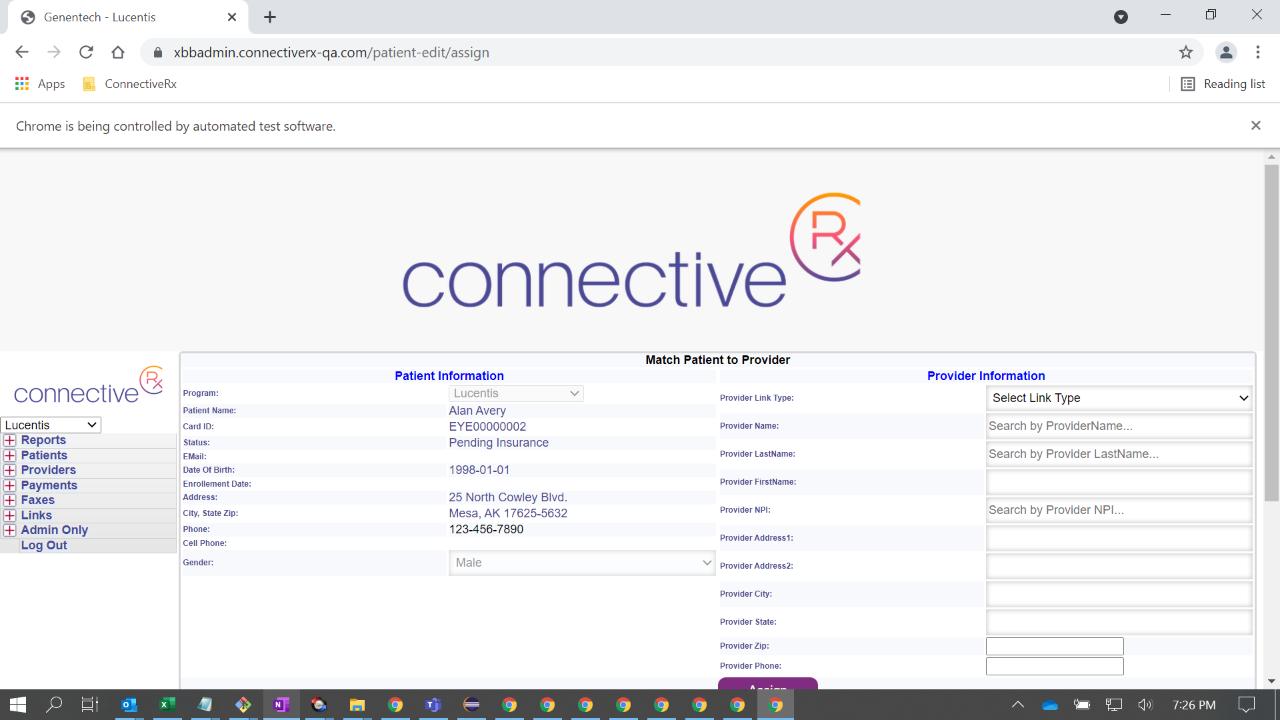 Genentech - Lucentis
xbbadmin.connectiverx-qa.com/patient-edit/assign
Apps
ConnectiveRx
Reading list
Chrome is being controlled by automated test software.
connective Rx
connective Rx
Lucentis
Reports
Patients
Providers
Payments
Faxes
Links
Admin Only
Log Out
Match Patient to Provider
Patient Information
Program: Lucentis
Patient Name: Alan Avery
Card ID: EYE00000002
Status: Pending Insurance
EMail:
Date Of Birth: 1998-01-01
Enrollment Date:
Address: 25 North Cowley Blvd.
City, State Zip: Mesa, AK 17625-5632
Phone: 123-456-7890
Cell Phone:
Gender: Male
Provider Information
Provider Link Type: Select Link Type
Provider Name: Search by ProviderName...
Provider LastName: Search by Provider LastName...
Provider FirstName:
Provider NPI: Search by Provider NPI...
Provider Address1:
Provider Address2:
Provider City:
Provider State:
Provider Zip:
Provider Phone:
Assign
7:26 PM